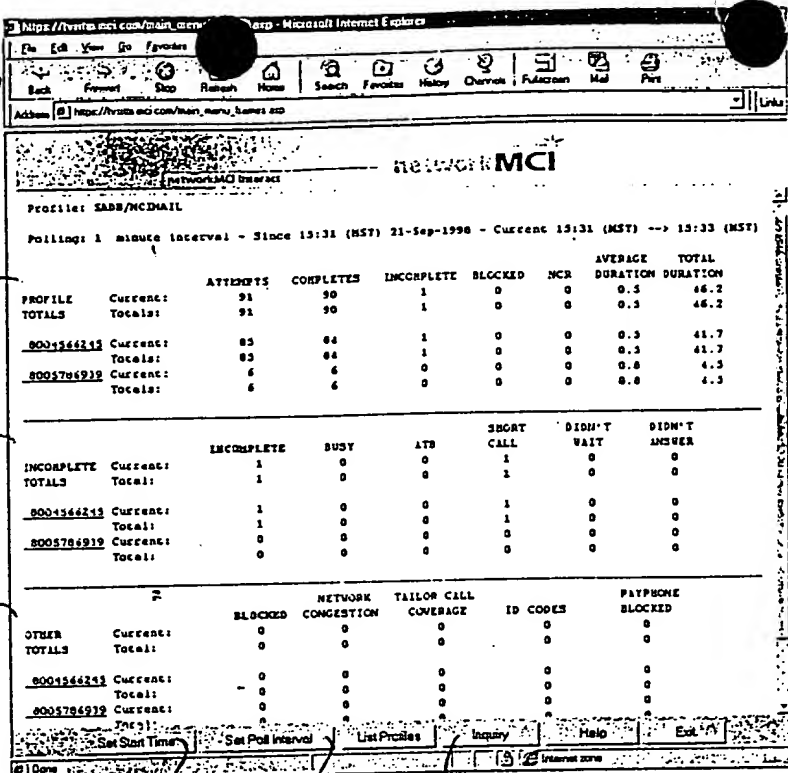 https://hvrttm.mci.com/main_menu .asp - Microsoft Internet Explorer
File Edit View Go Favorites
Back Forward Stop Refresh Home Search Favorites History Channels Fullscreen Mail Print
Address https://hvrttm.mci.com/main_menu_frames.asp Links
networkMCI
networkMCI Interact
Profile: SADB/MCIMAIL
Polling: 1 minute interval - Since 15:31 (MST) 21-Sep-1998 - Current 15:31 (MST) --> 15:33 (MST)
AVERAGE TOTAL
ATTEMPTS COMPLETES INCOMPLETE BLOCKED NCR DURATION DURATION
PROFILE Current: 91 90 1 0 0 0.5 46.2
TOTALS Totals: 91 90 1 0 0 0.5 46.2
8004566245 Current: 85 84 1 0 0 0.5 41.7
Totals: 85 84 1 0 0 0.5 41.7
8005786939 Current: 6 6 0 0 0 0.8 4.5
Totals: 6 6 0 0 0 0.8 4.5
SHORT DIDN'T DIDN'T
INCOMPLETE BUSY ATB CALL WAIT ANSWER
INCOMPLETE Current: 1 0 0 1 0 0
TOTALS Total: 1 0 0 1 0 0
8004566245 Current: 1 0 0 1 0 0
Total: 1 0 0 1 0 0
8005786939 Current: 0 0 0 0 0 0
Total: 0 0 0 0 0 0
NETWORK TAILOR CALL PAYPHONE
BLOCKED CONGESTION COVERAGE ID CODES BLOCKED
OTHER Current: 0 0 0 0 0
TOTALS Total: 0 0 0 0 0
8004566245 Current: 0 0 0 0 0
Total: 0 0 0 0 0
8005786939 Current: 0 0 0 0 0
Total:
Set Start Time Set Poll Interval List Profiles Inquiry Help Exit
Done Internet zone